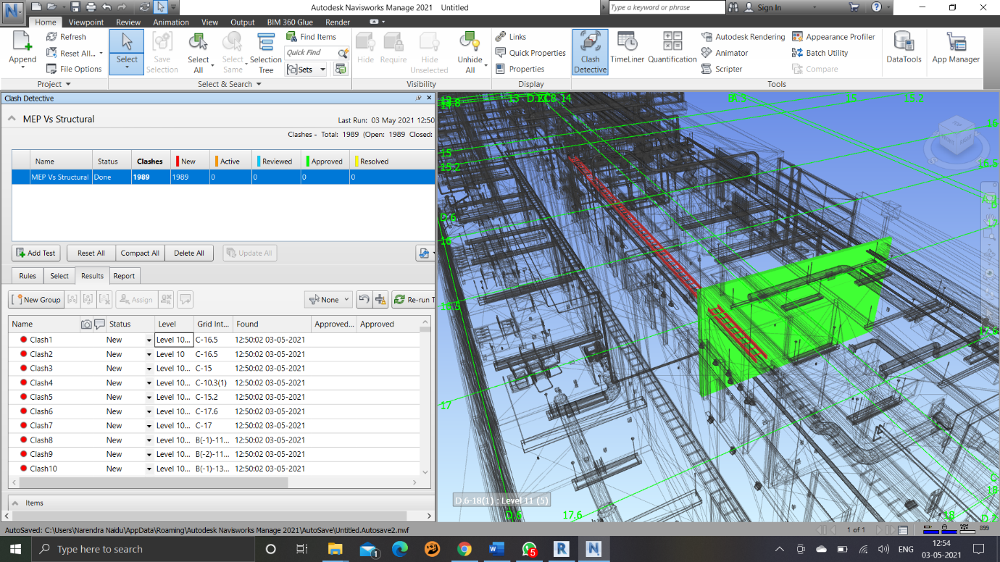 Autodesk Navisworks Manage 2021 Untitled
Type a keyword or phrase
Sign In
Home Viewpoint Review Animation View Output BIM 360 Glue Render
Append
Refresh
Reset All...
File Options
Project
Select
Save Selection
Select All
Select Same
Selection Tree
Find Items
Quick Find
Sets
Select & Search
Hide
Require
Hide Unselected
Unhide All
Visibility
Links
Quick Properties
Properties
Display
Clash Detective
TimeLiner
Quantification
Autodesk Rendering
Animator
Scripter
Appearance Profiler
Batch Utility
Compare
Tools
DataTools
App Manager
Clash Detective
MEP Vs Structural
Last Run: 03 May 2021 12:50
Clashes - Total: 1989 (Open: 1989 Closed:
Name Status Clashes New Active Reviewed Approved Resolved
MEP Vs Structural Done 1989 1989 0 0 0 0
Add Test Reset All Compact All Delete All Update All
Rules Select Results Report
New Group Assign None Re-run T
Name Status Level Grid Int... Found Approved... Approved
Clash1 New Level 10... C-16.5 12:50:02 03-05-2021
Clash2 New Level 10 C-16.5 12:50:02 03-05-2021
Clash3 New Level 10... C-15 12:50:02 03-05-2021
Clash4 New Level 10... C-10.3(1) 12:50:02 03-05-2021
Clash5 New Level 10... C-15.2 12:50:02 03-05-2021
Clash6 New Level 10... C-17.6 12:50:02 03-05-2021
Clash7 New Level 10... C-17 12:50:02 03-05-2021
Clash8 New Level 10... B(-1)-11... 12:50:02 03-05-2021
Clash9 New Level 10... B(-2)-11... 12:50:02 03-05-2021
Clash10 New Level 10... B(-1)-13... 12:50:02 03-05-2021
Items
13
14
15
15.2
15
15.2
D.6
16
17
D.6-18(1) : Level 11 (5)
D.6
17.6
18
C
18
AutoSaved: C:\Users\Narendra Naidu\AppData\Roaming\Autodesk Navisworks Manage 2021\AutoSave\Untitled.Autosave2.nwf
1 of 1
899
Type here to search
1
5
ENG
12:54
03-05-2021